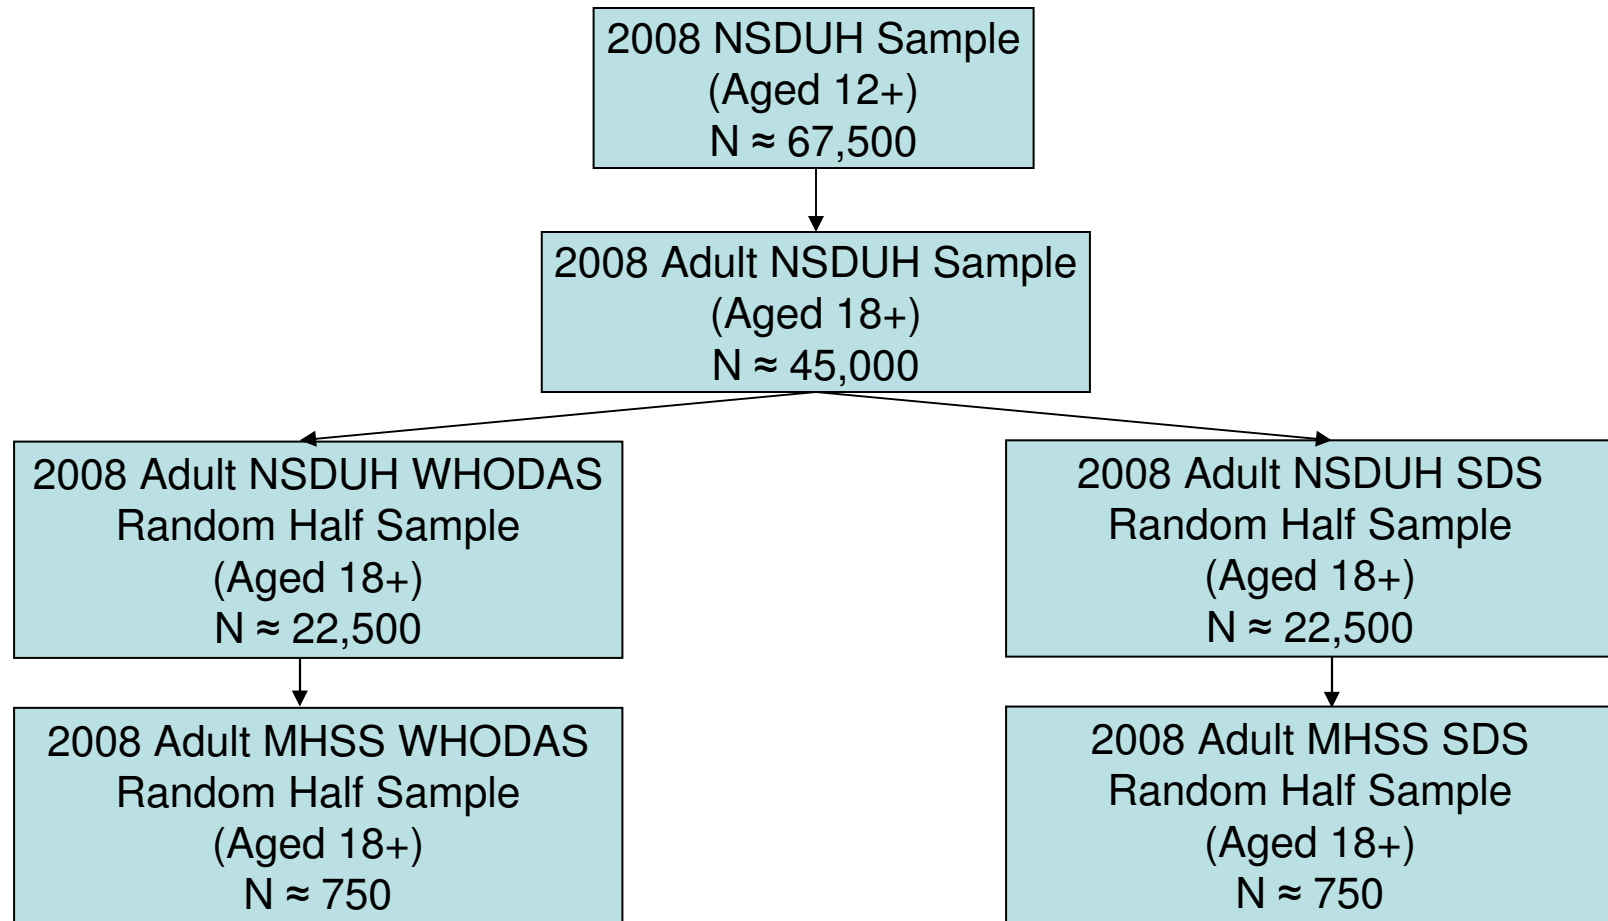 2008 NSDUH Sample
(Aged 12+)
N ≈ 67,500
2008 Adult NSDUH Sample
(Aged 18+)
N ≈ 45,000
2008 Adult NSDUH WHODAS
Random Half Sample
(Aged 18+)
N ≈ 22,500
2008 Adult NSDUH SDS
Random Half Sample
(Aged 18+)
N ≈ 22,500
2008 Adult MHSS WHODAS
Random Half Sample
(Aged 18+)
N ≈ 750
2008 Adult MHSS SDS
Random Half Sample
(Aged 18+)
N ≈ 750